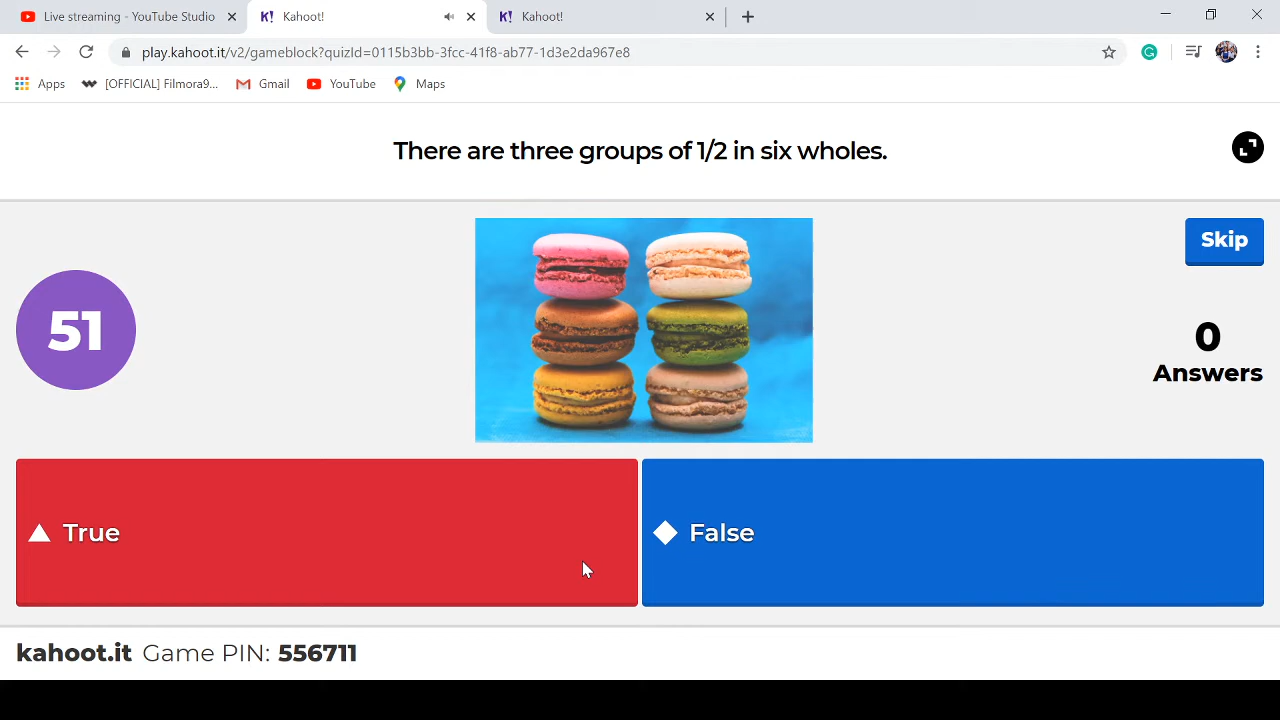 Live streaming - YouTube Studio
K! Kahoot!
K! Kahoot!
play.kahoot.it/v2/gameblock?quizId=0115b3bb-3fcc-41f8-ab77-1d3e2da967e8
Apps
[OFFICIAL] Filmora9...
Gmail
YouTube
Maps
There are three groups of 1/2 in six wholes.
Skip
51
0
Answers
True
False
kahoot.it Game PIN: 556711